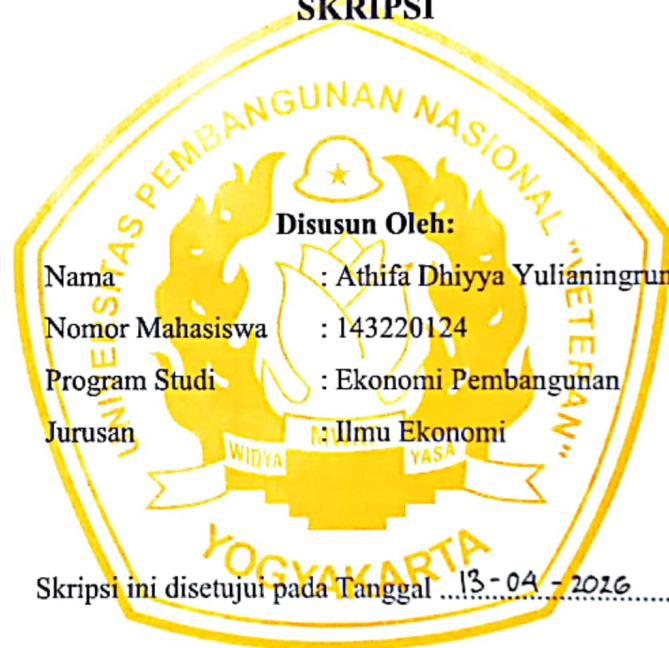 SKRIPSI
UNIVERSITAS PEMBANGUNAN NASIONAL "VETERAN"
Disusun Oleh:
Nama : Athifa Dhiyya Yulianingrum
Nomor Mahasiswa : 143220124
Program Studi : Ekonomi Pembangunan
Jurusan : Ilmu Ekonomi
WIDYA MWAT YASA
YOGYAKARTA
Skripsi ini disetujui pada Tanggal ...13-04-2026.....